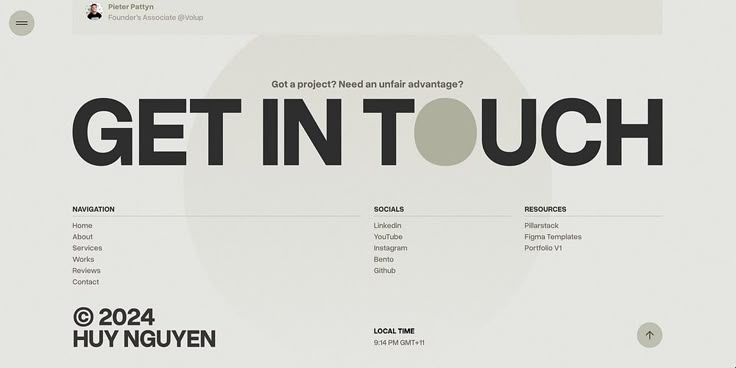 Pieter Pattyn
Founder's Associate @Volup
Got a project? Need an unfair advantage?
GET IN TOUCH
NAVIGATION
Home
About
Services
Works
Reviews
Contact
SOCIALS
LinkedIn
YouTube
Instagram
Bento
Github
RESOURCES
Pillarstack
Figma Templates
Portfolio V1
© 2024
HUY NGUYEN
LOCAL TIME
9:14 PM GMT+11